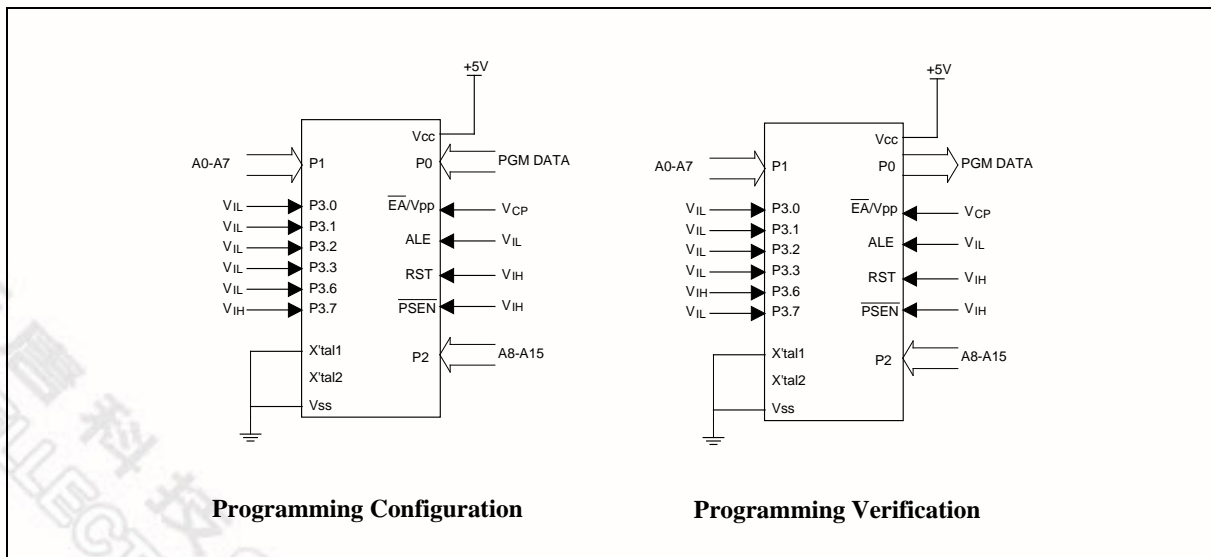 +5V
Vcc
A0-A7
P1
P0
PGM DATA
VIL
P3.0
EA/Vpp
VCP
VIL
P3.1
VIL
P3.2
ALE
VIL
VIL
P3.3
RST
VIH
VIL
P3.6
VIH
P3.7
PSEN
VIH
X'tal1
P2
A8-A15
X'tal2
Vss
Programming Configuration
+5V
Vcc
A0-A7
P1
P0
PGM DATA
VIL
P3.0
EA/Vpp
VCP
VIL
P3.1
VIL
P3.2
ALE
VIL
VIL
P3.3
RST
VIH
VIH
P3.6
VIL
P3.7
PSEN
VIH
X'tal1
P2
A8-A15
X'tal2
Vss
Programming Verification
科技